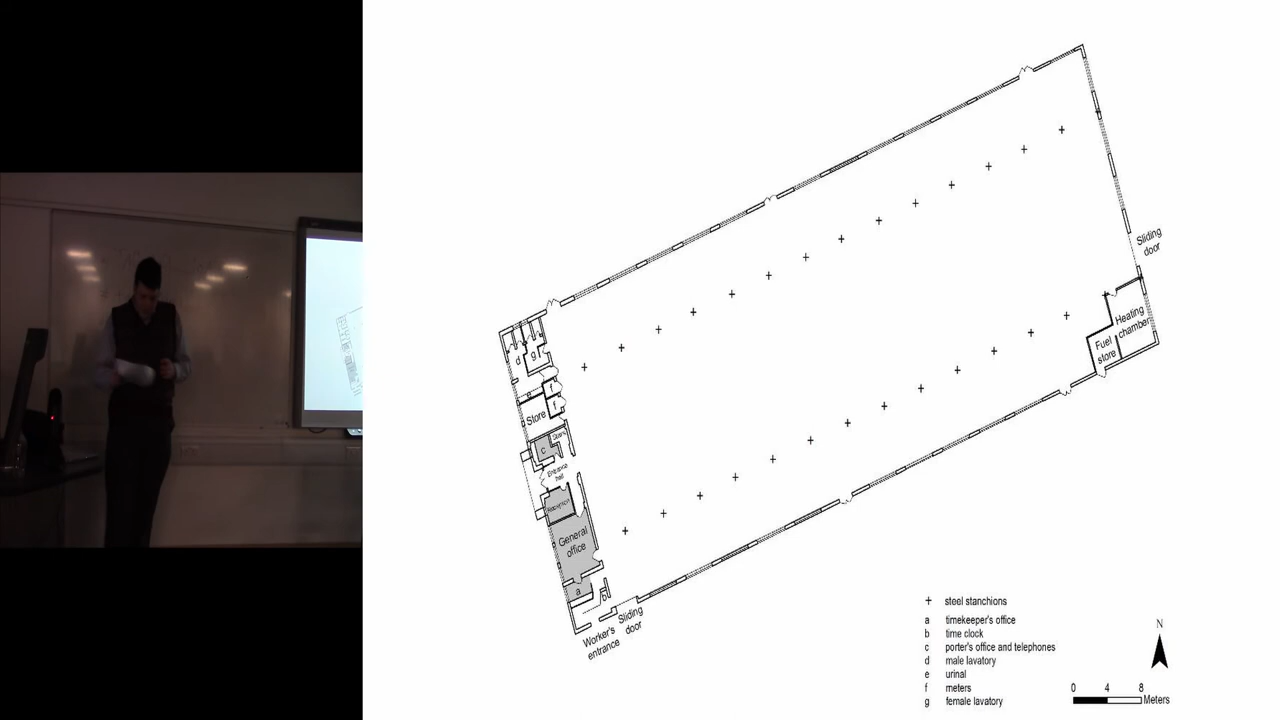 Sliding
door
Heating
chamber
Fuel
store
d
g
e
f
f
Store
c
Entrance
hall
Reception
General
office
a
b
Sliding
door
Worker's
entrance
+ steel stanchions
a timekeeper's office
b time clock
c porter's office and telephones
d male lavatory
e urinal
f meters
g female lavatory
N
0 4 8
Meters